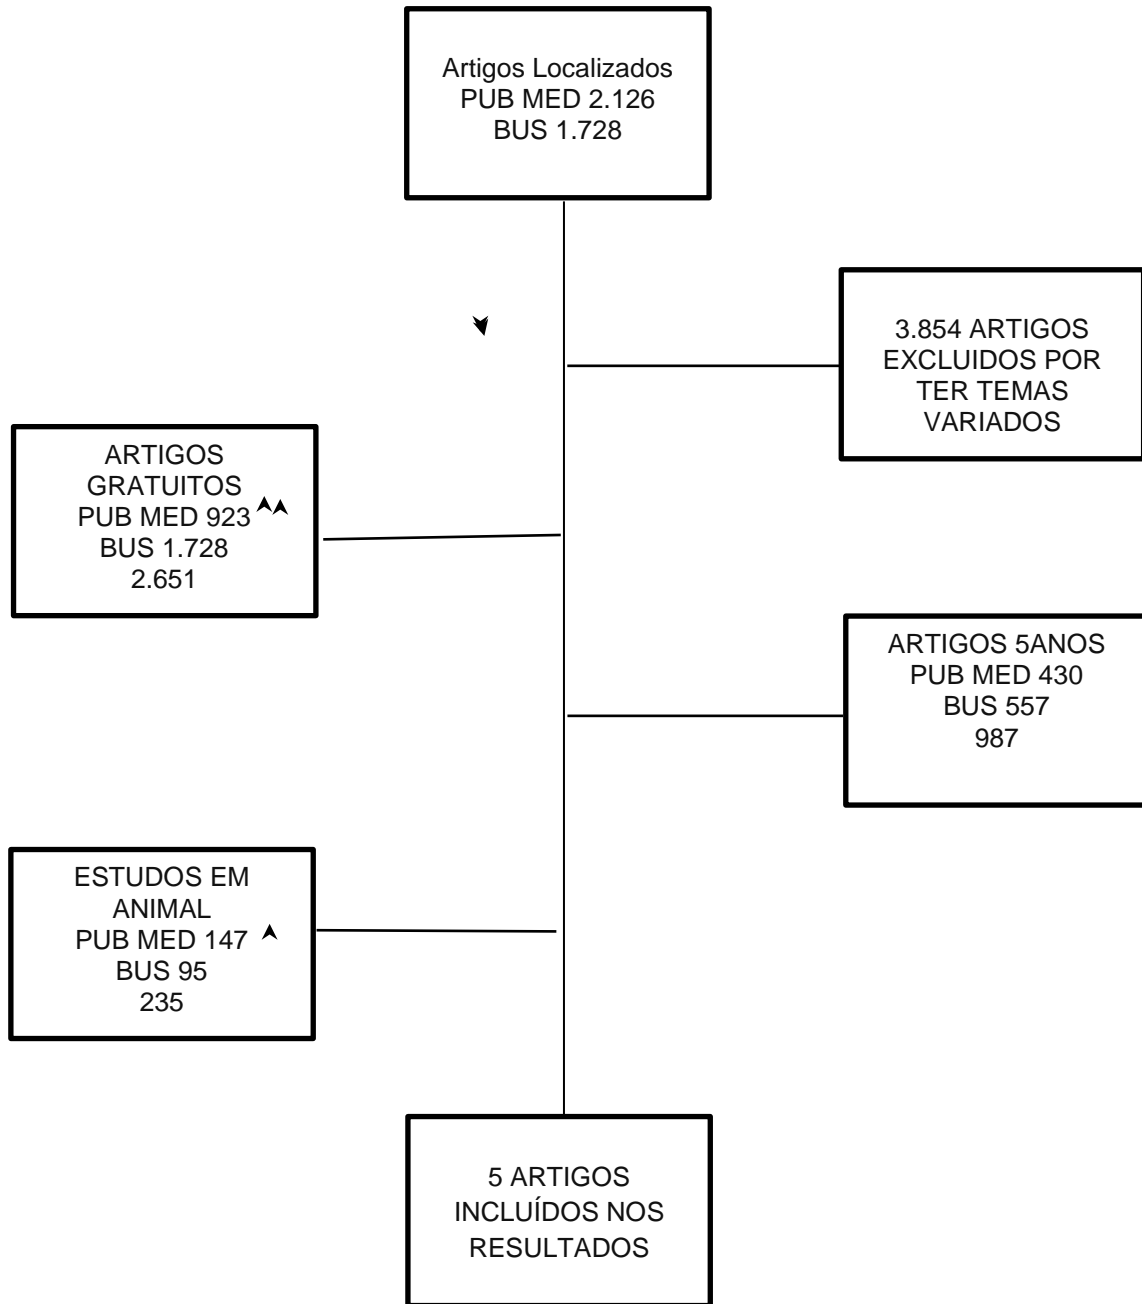 Artigos Localizados
PUB MED 2.126
BUS 1.728
3.854 ARTIGOS
EXCLUIDOS POR
TER TEMAS
VARIADOS
ARTIGOS
GRATUITOS
PUB MED 923
BUS 1.728
2.651
ARTIGOS 5ANOS
PUB MED 430
BUS 557
987
ESTUDOS EM
ANIMAL
PUB MED 147
BUS 95
235
5 ARTIGOS
INCLUÍDOS NOS
RESULTADOS